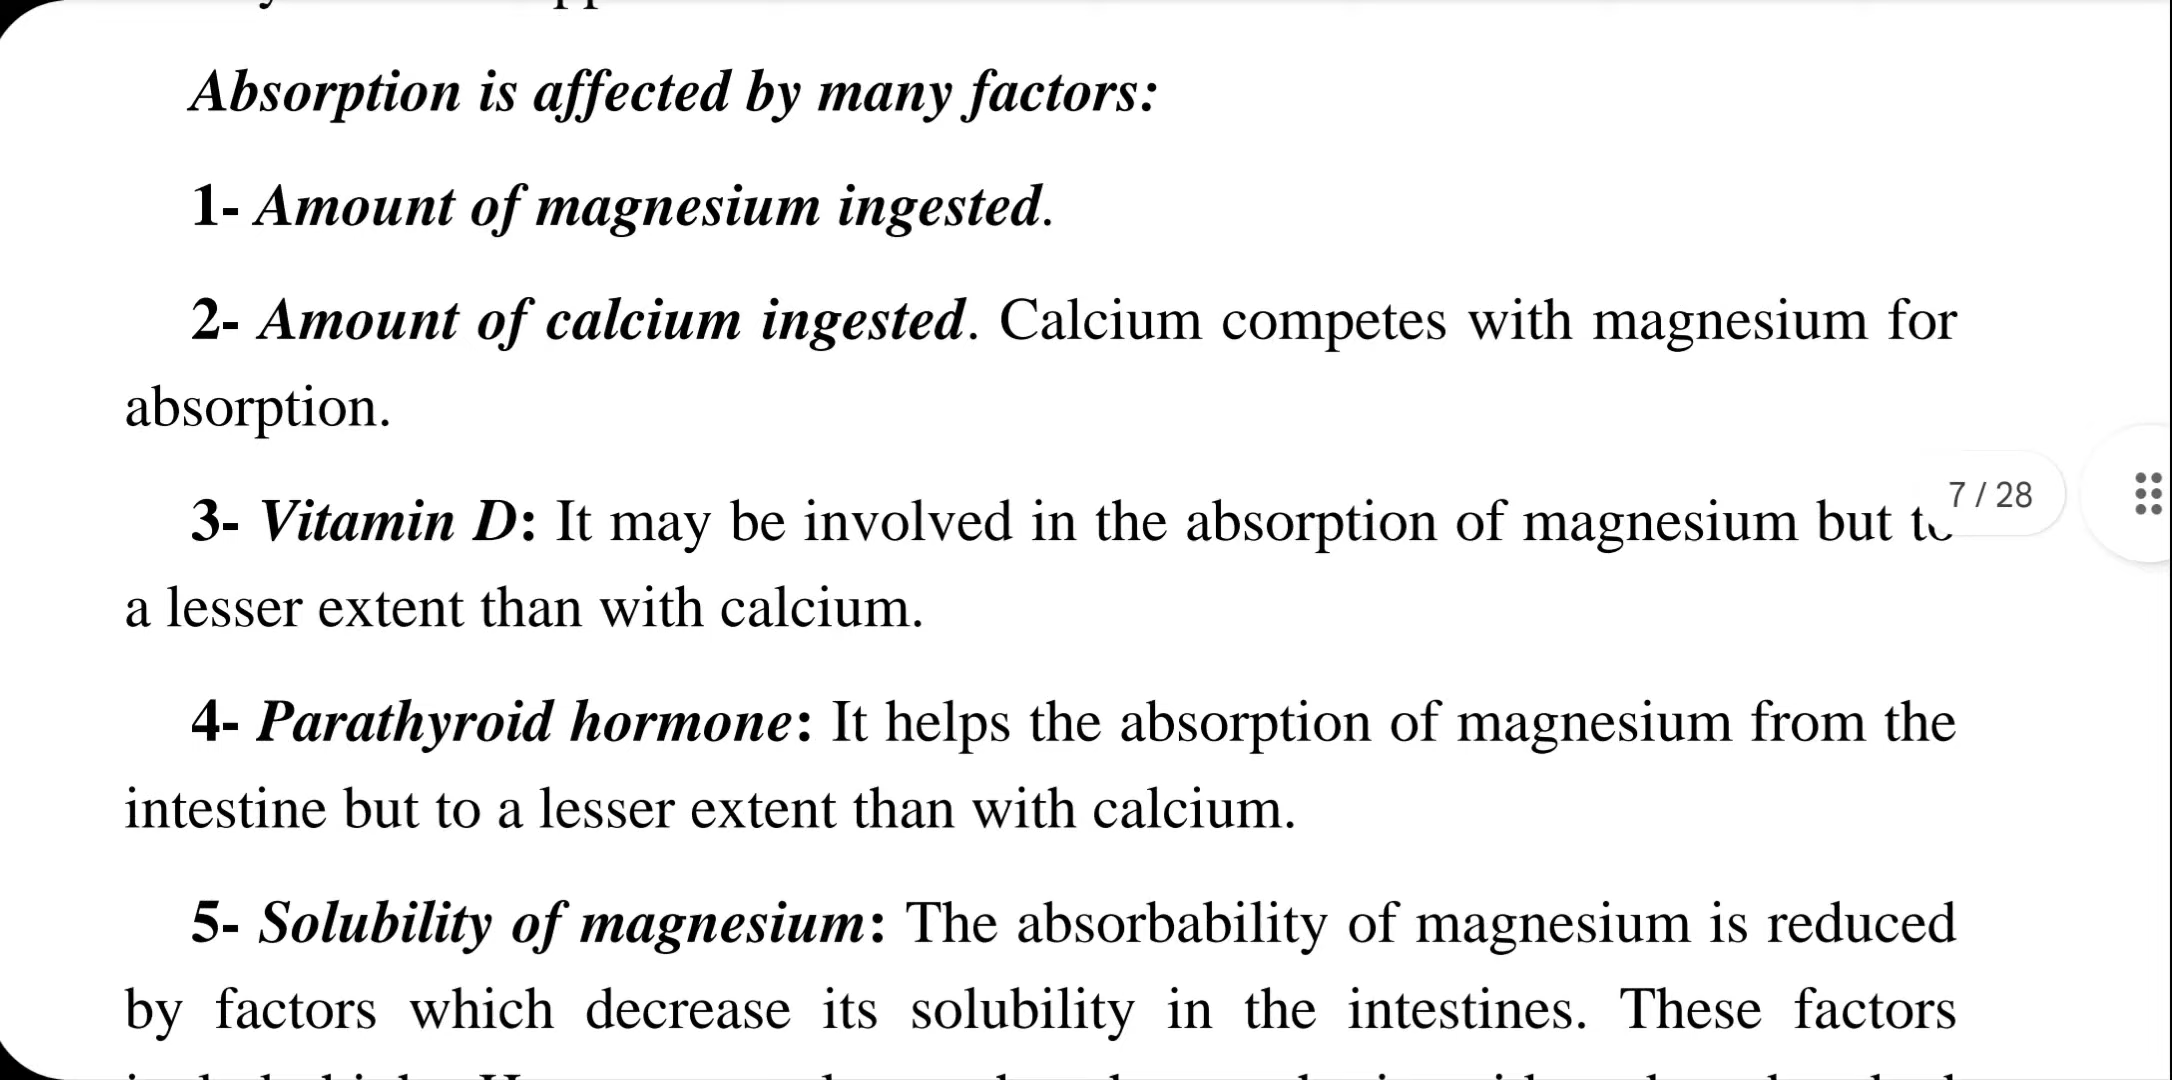 Absorption is affected by many factors:
1- Amount of magnesium ingested.
2- Amount of calcium ingested. Calcium competes with magnesium for
absorption.
3- Vitamin D: It may be involved in the absorption of magnesium but to
7 / 28
a lesser extent than with calcium.
4- Parathyroid hormone: It helps the absorption of magnesium from the
intestine but to a lesser extent than with calcium.
5- Solubility of magnesium: The absorbability of magnesium is reduced
by factors which decrease its solubility in the intestines. These factors